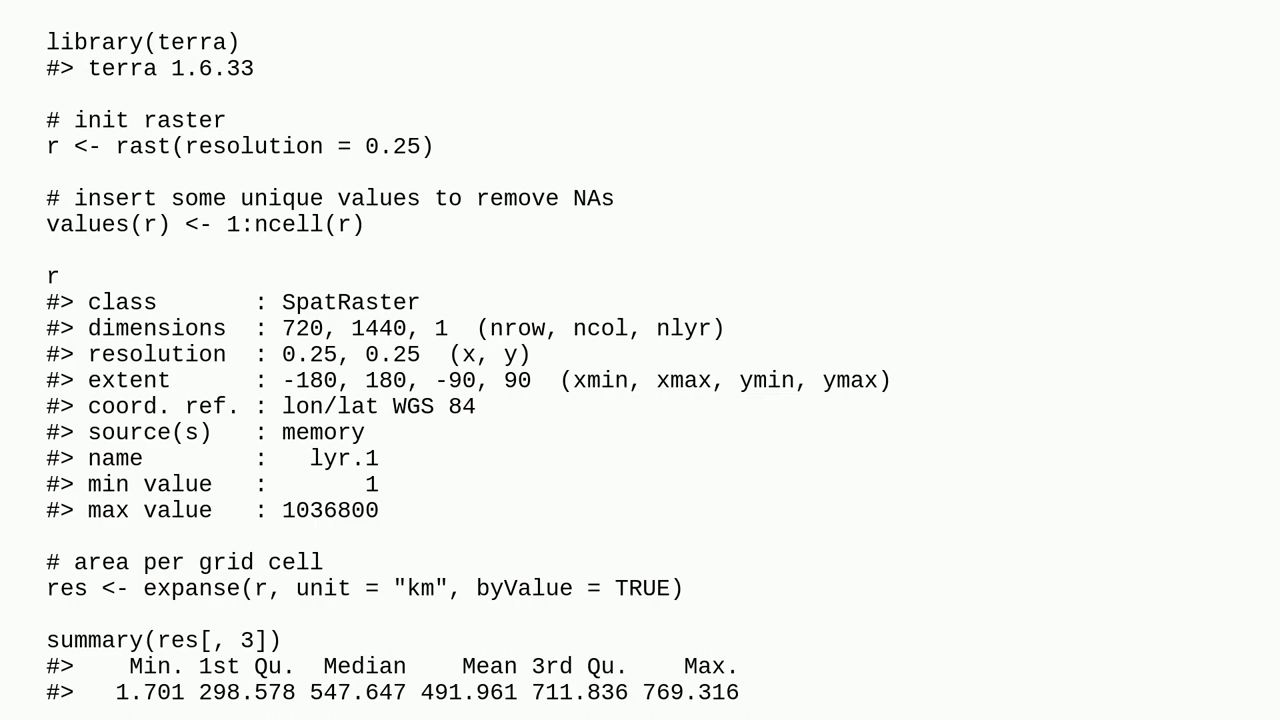 library(terra)
#> terra 1.6.33
# init raster
r <- rast(resolution = 0.25)
# insert some unique values to remove NAs
values(r) <- 1:ncell(r)
r
#> class       : SpatRaster
#> dimensions  : 720, 1440, 1  (nrow, ncol, nlyr)
#> resolution  : 0.25, 0.25  (x, y)
#> extent      : -180, 180, -90, 90  (xmin, xmax, ymin, ymax)
#> coord. ref. : lon/lat WGS 84
#> source(s)   : memory
#> name        :   lyr.1
#> min value   :       1
#> max value   : 1036800
# area per grid cell
res <- expanse(r, unit = "km", byValue = TRUE)
summary(res[, 3])
#>    Min. 1st Qu.  Median    Mean 3rd Qu.    Max.
#>   1.701 298.578 547.647 491.961 711.836 769.316